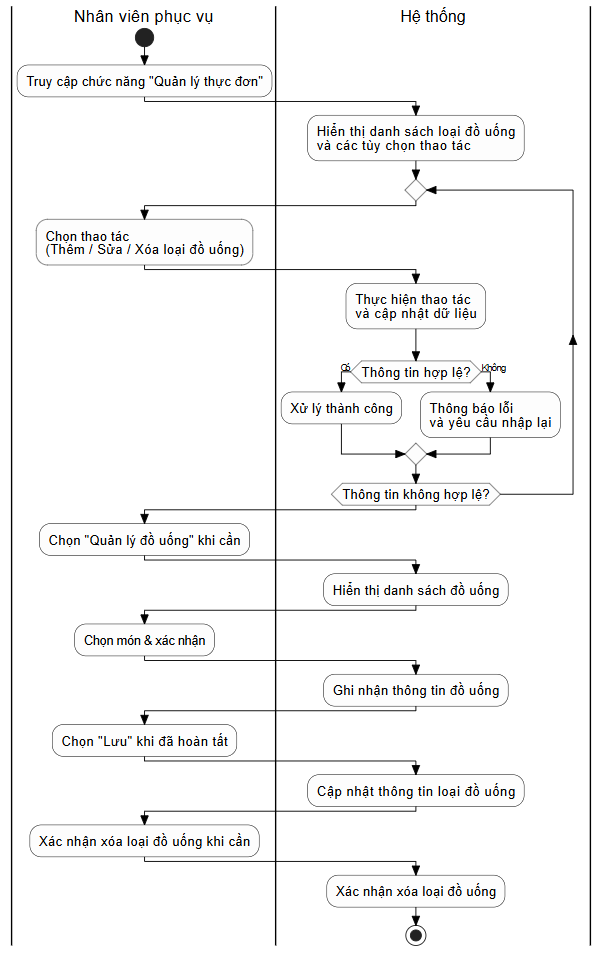 Nhân viên phục vụ
Hệ thống
Truy cập chức năng "Quản lý thực đơn"
Hiển thị danh sách loại đồ uống
và các tùy chọn thao tác
Chọn thao tác
(Thêm / Sửa / Xóa loại đồ uống)
Thực hiện thao tác
và cập nhật dữ liệu
Thông tin hợp lệ?
Có
Không
Xử lý thành công
Thông báo lỗi
và yêu cầu nhập lại
Thông tin không hợp lệ?
Chọn "Quản lý đồ uống" khi cần
Hiển thị danh sách đồ uống
Chọn món & xác nhận
Ghi nhận thông tin đồ uống
Chọn "Lưu" khi đã hoàn tất
Cập nhật thông tin loại đồ uống
Xác nhận xóa loại đồ uống khi cần
Xác nhận xóa loại đồ uống